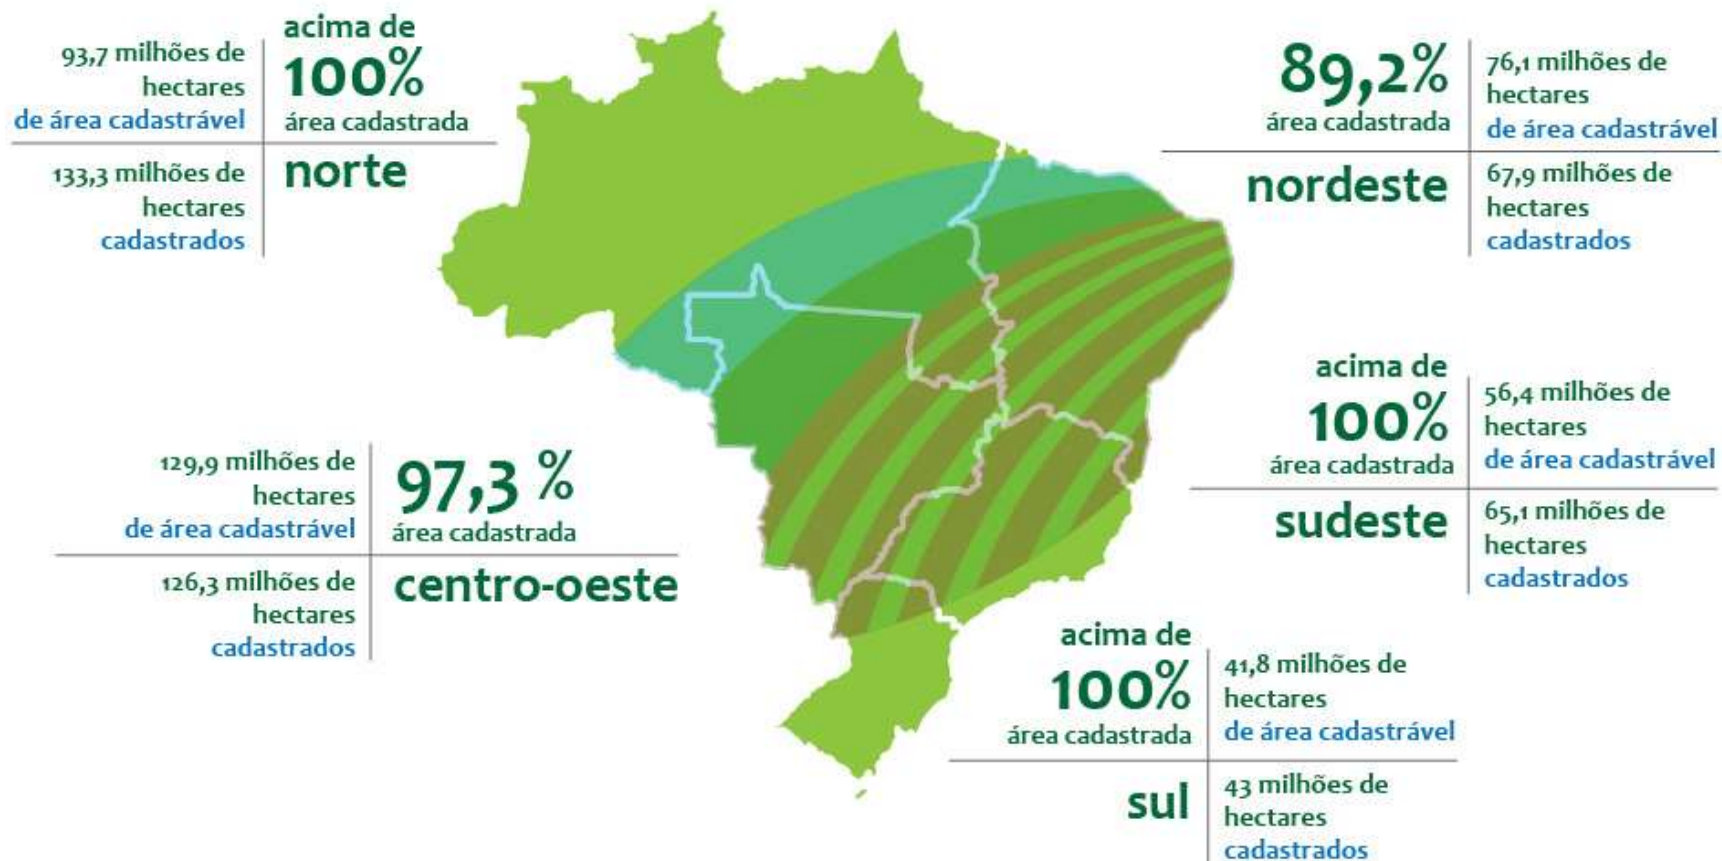 93,7 milhões de
hectares
de área cadastrável
acima de
100%
área cadastrada
133,3 milhões de
hectares
cadastrados
norte
89,2%
área cadastrada
76,1 milhões de
hectares
de área cadastrável
nordeste
67,9 milhões de
hectares
cadastrados
129,9 milhões de
hectares
de área cadastrável
97,3 %
área cadastrada
126,3 milhões de
hectares
cadastrados
centro-oeste
acima de
100%
área cadastrada
56,4 milhões de
hectares
de área cadastrável
sudeste
65,1 milhões de
hectares
cadastrados
acima de
100%
área cadastrada
41,8 milhões de
hectares
de área cadastrável
sul
43 milhões de
hectares
cadastrados